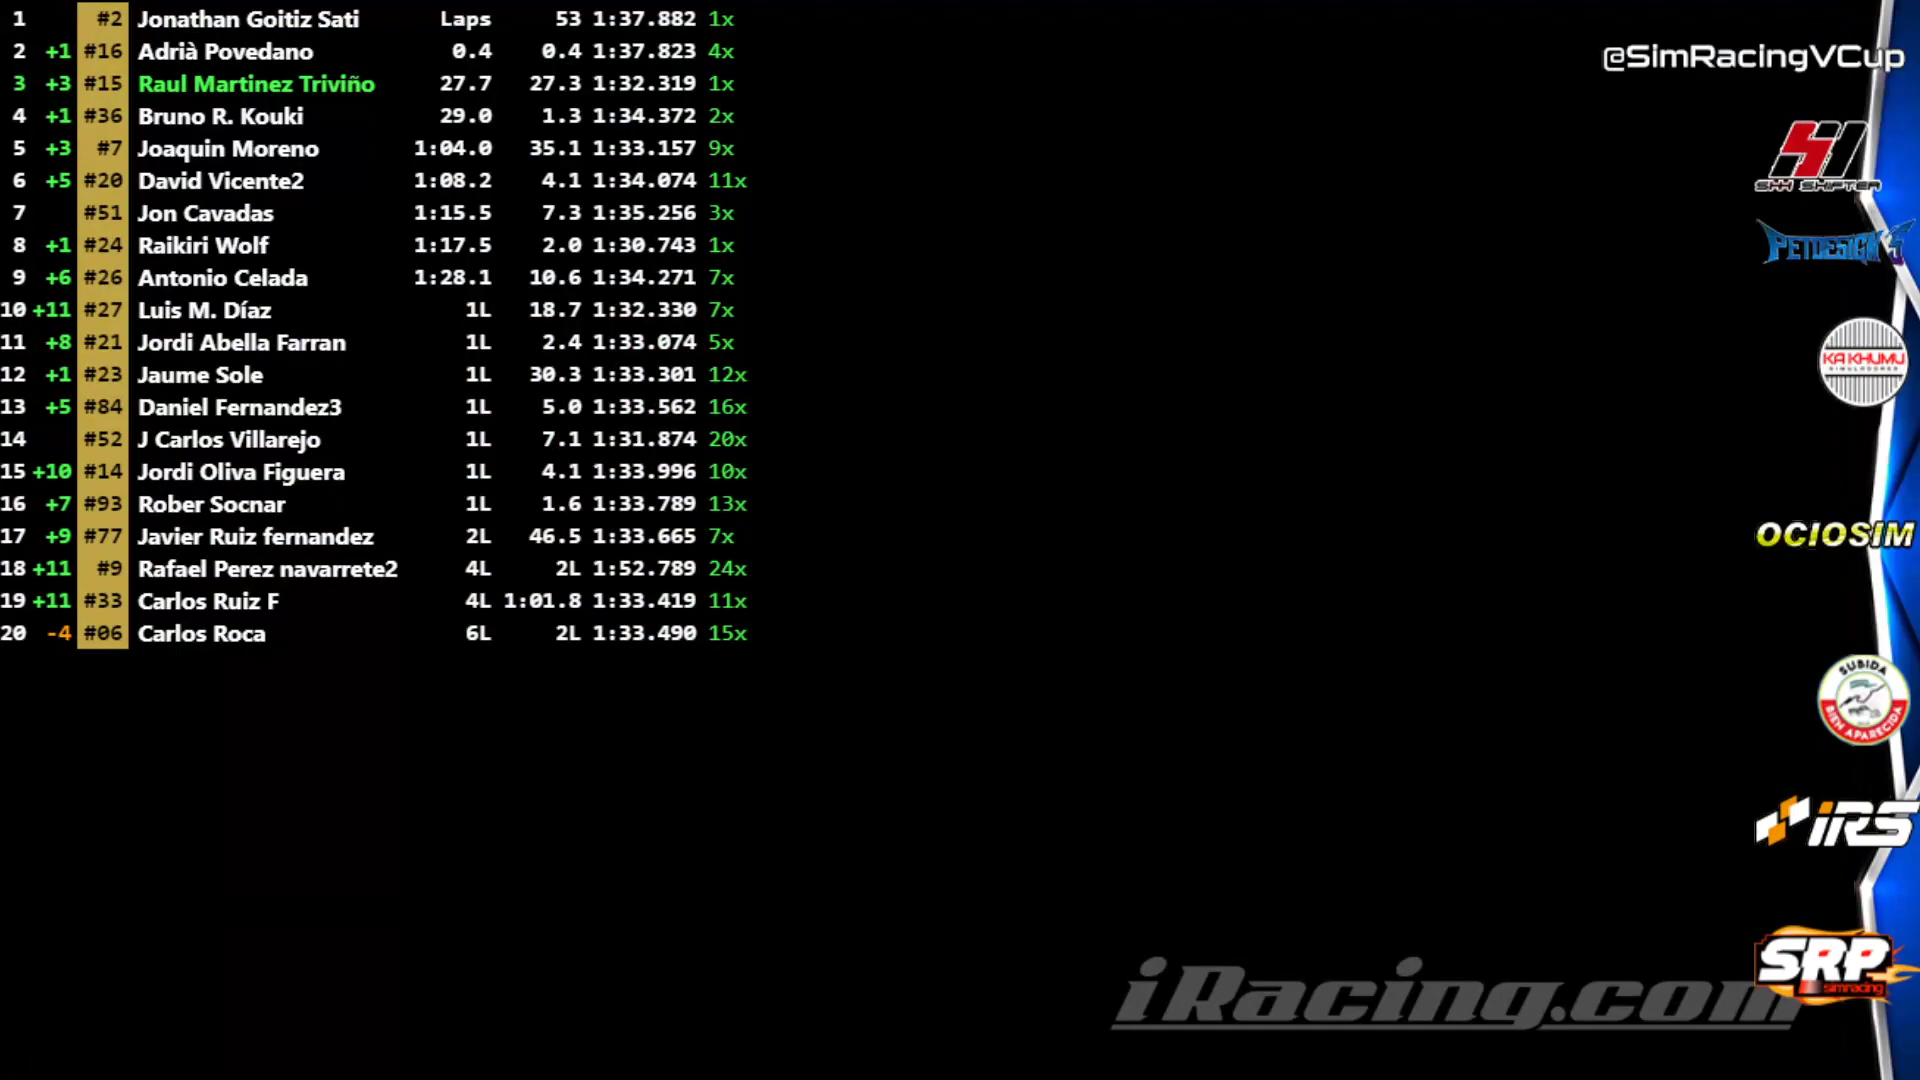 1 #2 Jonathan Goitiz Sati Laps 53 1:37.882 1x
2 +1 #16 Adrià Povedano 0.4 0.4 1:37.823 4x
3 +3 #15 Raul Martinez Triviño 27.7 27.3 1:32.319 1x
4 +1 #36 Bruno R. Kouki 29.0 1.3 1:34.372 2x
5 +3 #7 Joaquin Moreno 1:04.0 35.1 1:33.157 9x
6 +5 #20 David Vicente2 1:08.2 4.1 1:34.074 11x
7 #51 Jon Cavadas 1:15.5 7.3 1:35.256 3x
8 +1 #24 Raikiri Wolf 1:17.5 2.0 1:30.743 1x
9 +6 #26 Antonio Celada 1:28.1 10.6 1:34.271 7x
10 +11 #27 Luis M. Díaz 1L 18.7 1:32.330 7x
11 +8 #21 Jordi Abella Farran 1L 2.4 1:33.074 5x
12 +1 #23 Jaume Sole 1L 30.3 1:33.301 12x
13 +5 #84 Daniel Fernandez3 1L 5.0 1:33.562 16x
14 #52 J Carlos Villarejo 1L 7.1 1:31.874 20x
15 +10 #14 Jordi Oliva Figuera 1L 4.1 1:33.996 10x
16 +7 #93 Rober Socnar 1L 1.6 1:33.789 13x
17 +9 #77 Javier Ruiz fernandez 2L 46.5 1:33.665 7x
18 +11 #9 Rafael Perez navarrete2 4L 2L 1:52.789 24x
19 +11 #33 Carlos Ruiz F 4L 1:01.8 1:33.419 11x
20 -4 #06 Carlos Roca 6L 2L 1:33.490 15x
@SimRacingVCup
SHH SHIFTER
PETDESIGN'S
KAKHUMU
SIMULADORES
OCIOSIM
SUBIDA
BIEN APARECIDA
iRS
SRP
simracing
iRacing.com